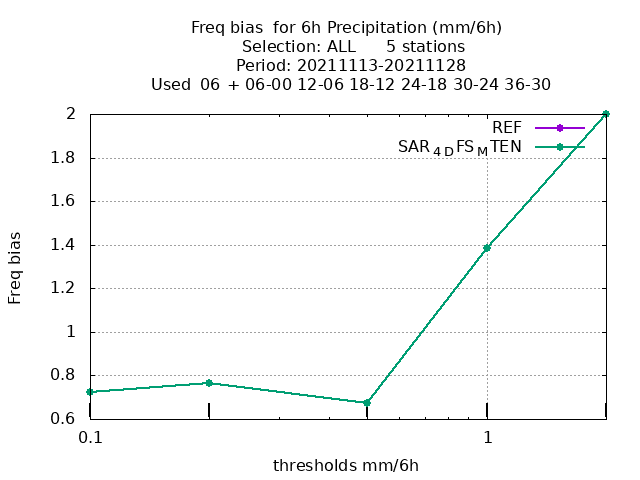 Freq bias  for 6h Precipitation (mm/6h)
Selection: ALL      5 stations
Period: 20211113-20211128
Used  06 + 06-00 12-06 18-12 24-18 30-24 36-30
REF
SAR4DFSMTEN
2
1.8
1.6
1.4
1.2
1
0.8
0.6
Freq bias
0.1
1
thresholds mm/6h